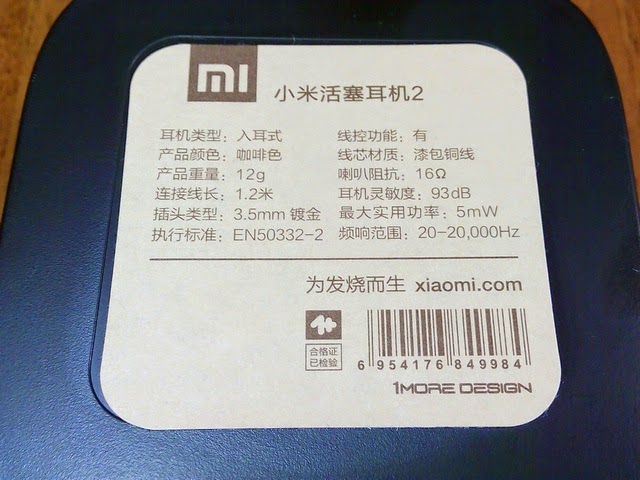 mi
小米活塞耳机2
耳机类型：入耳式 线控功能：有
产品颜色：咖啡色 线芯材质：漆包铜线
产品重量：12g 喇叭阻抗：16Ω
连接线长：1.2米 耳机灵敏度：93dB
插头类型：3.5mm 镀金 最大实用功率：5mW
执行标准：EN50332-2 频响范围：20-20,000Hz
为发烧而生 xiaomi.com
合格证
已检验
6 954176 849984
1MORE DESIGN